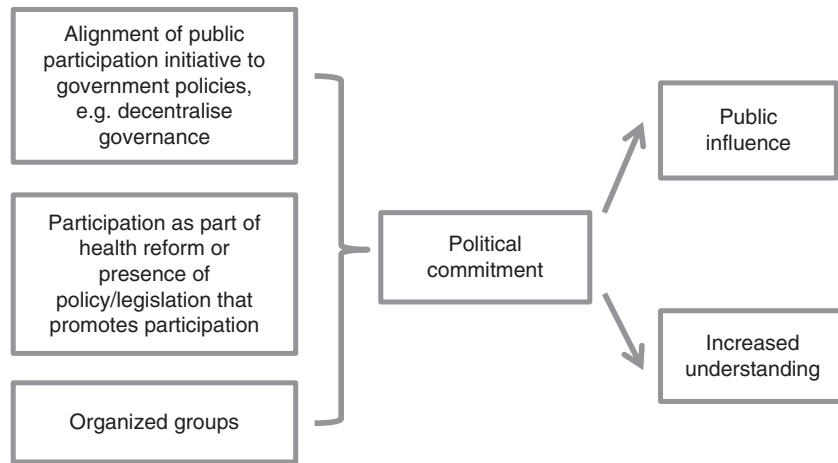 Alignment of public
participation initiative to
government policies,
e.g. decentralise
governance
Participation as part of
health reform or
presence of
policy/legislation that
promotes participation
Organized groups
Political
commitment
Public
influence
Increased
understanding